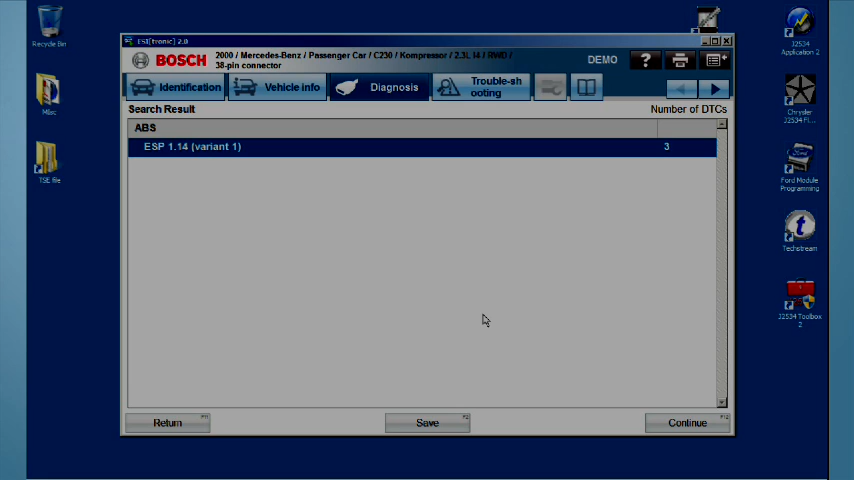 Recycle Bin
Misc
TSE file
J2534
Application 2
Chrysler
J2534 Fl...
Ford Module
Programming
Techstream
J2534 Toolbox
2
ESI[tronic] 2.0
BOSCH
2000 / Mercedes-Benz / Passenger Car / C230 / Kompressor / 2.3L I4 / RWD /
38-pin connector
DEMO
?
Identification
Vehicle info
Diagnosis
Trouble-sh
ooting
Search Result
Number of DTCs
ABS
ESP 1.14 (variant 1)
3
Return
F11
Save
F2
Continue
F12